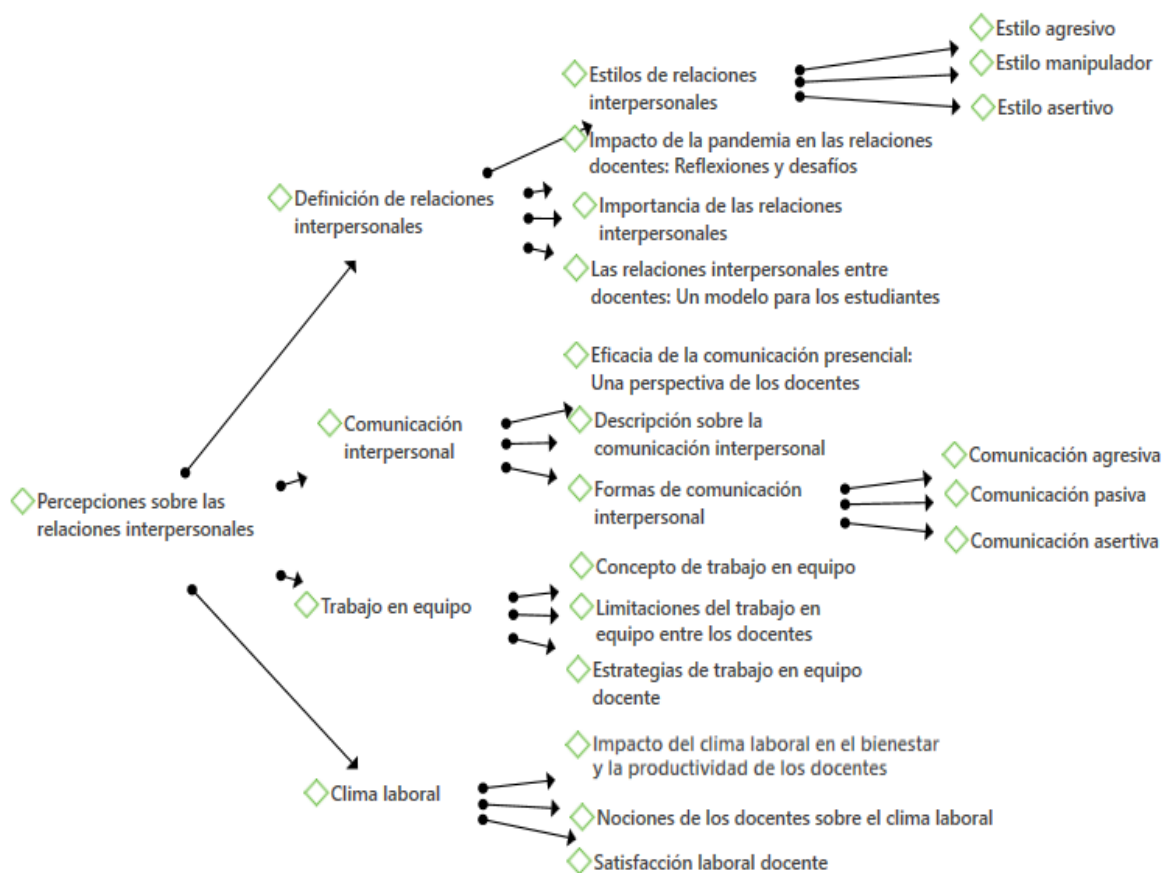 Percepciones sobre las
relaciones interpersonales
Definición de relaciones
interpersonales
Estilos de relaciones
interpersonales
Estilo agresivo
Estilo manipulador
Estilo asertivo
Impacto de la pandemia en las relaciones
docentes: Reflexiones y desafíos
Importancia de las relaciones
interpersonales
Las relaciones interpersonales entre
docentes: Un modelo para los estudiantes
Comunicación
interpersonal
Eficacia de la comunicación presencial:
Una perspectiva de los docentes
Descripción sobre la
comunicación interpersonal
Formas de comunicación
interpersonal
Comunicación agresiva
Comunicación pasiva
Comunicación asertiva
Trabajo en equipo
Concepto de trabajo en equipo
Limitaciones del trabajo en
equipo entre los docentes
Estrategias de trabajo en equipo
docente
Clima laboral
Impacto del clima laboral en el bienestar
y la productividad de los docentes
Nociones de los docentes sobre el clima laboral
Satisfacción laboral docente